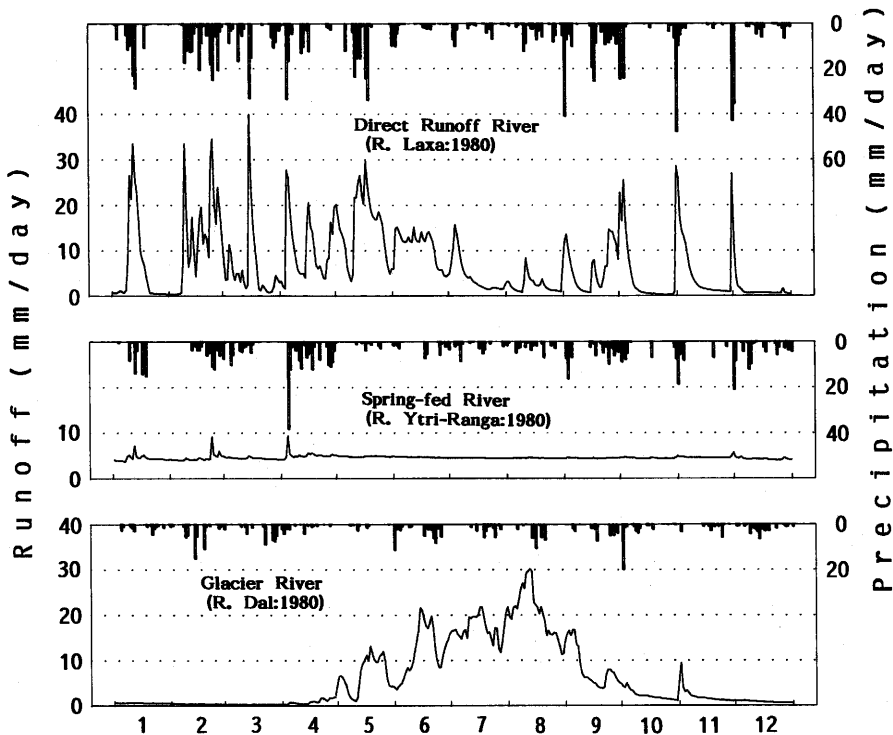 Runoff (mm/day)
Precipitation (mm/day)
0
20
40
60
40
30
20
10
0
Direct Runoff River
(R. Laxa:1980)
0
20
40
10
0
Spring-fed River
(R. Ytri-Ranga:1980)
40
30
20
10
0
0
20
Glacier River
(R. Dal:1980)
1 2 3 4 5 6 7 8 9 10 11 12